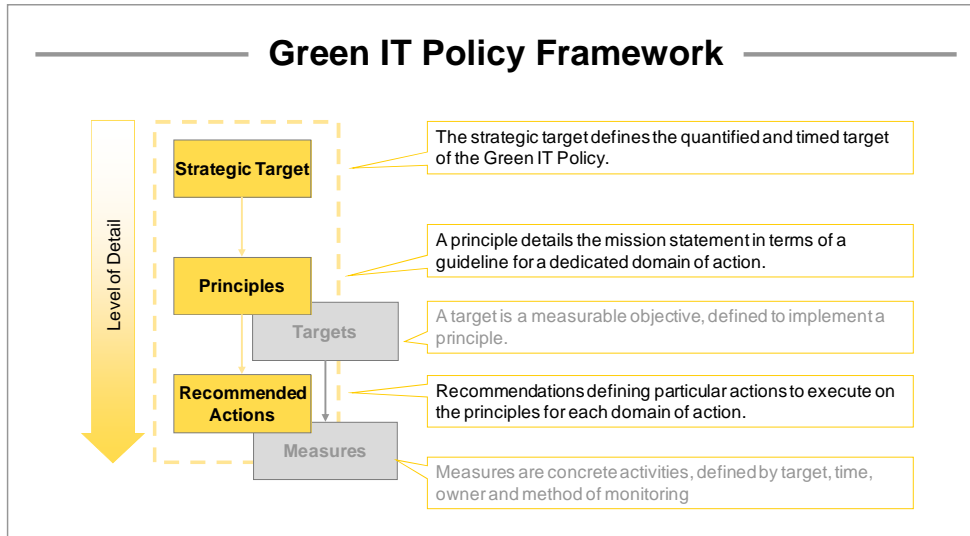 Green IT Policy Framework
Level of Detail
Strategic Target
The strategic target defines the quantified and timed target
of the Green IT Policy.
Principles
A principle details the mission statement in terms of a
guideline for a dedicated domain of action.
Targets
A target is a measurable objective, defined to implement a
principle.
Recommended
Actions
Recommendations defining particular actions to execute on
the principles for each domain of action.
Measures
Measures are concrete activities, defined by target, time,
owner and method of monitoring